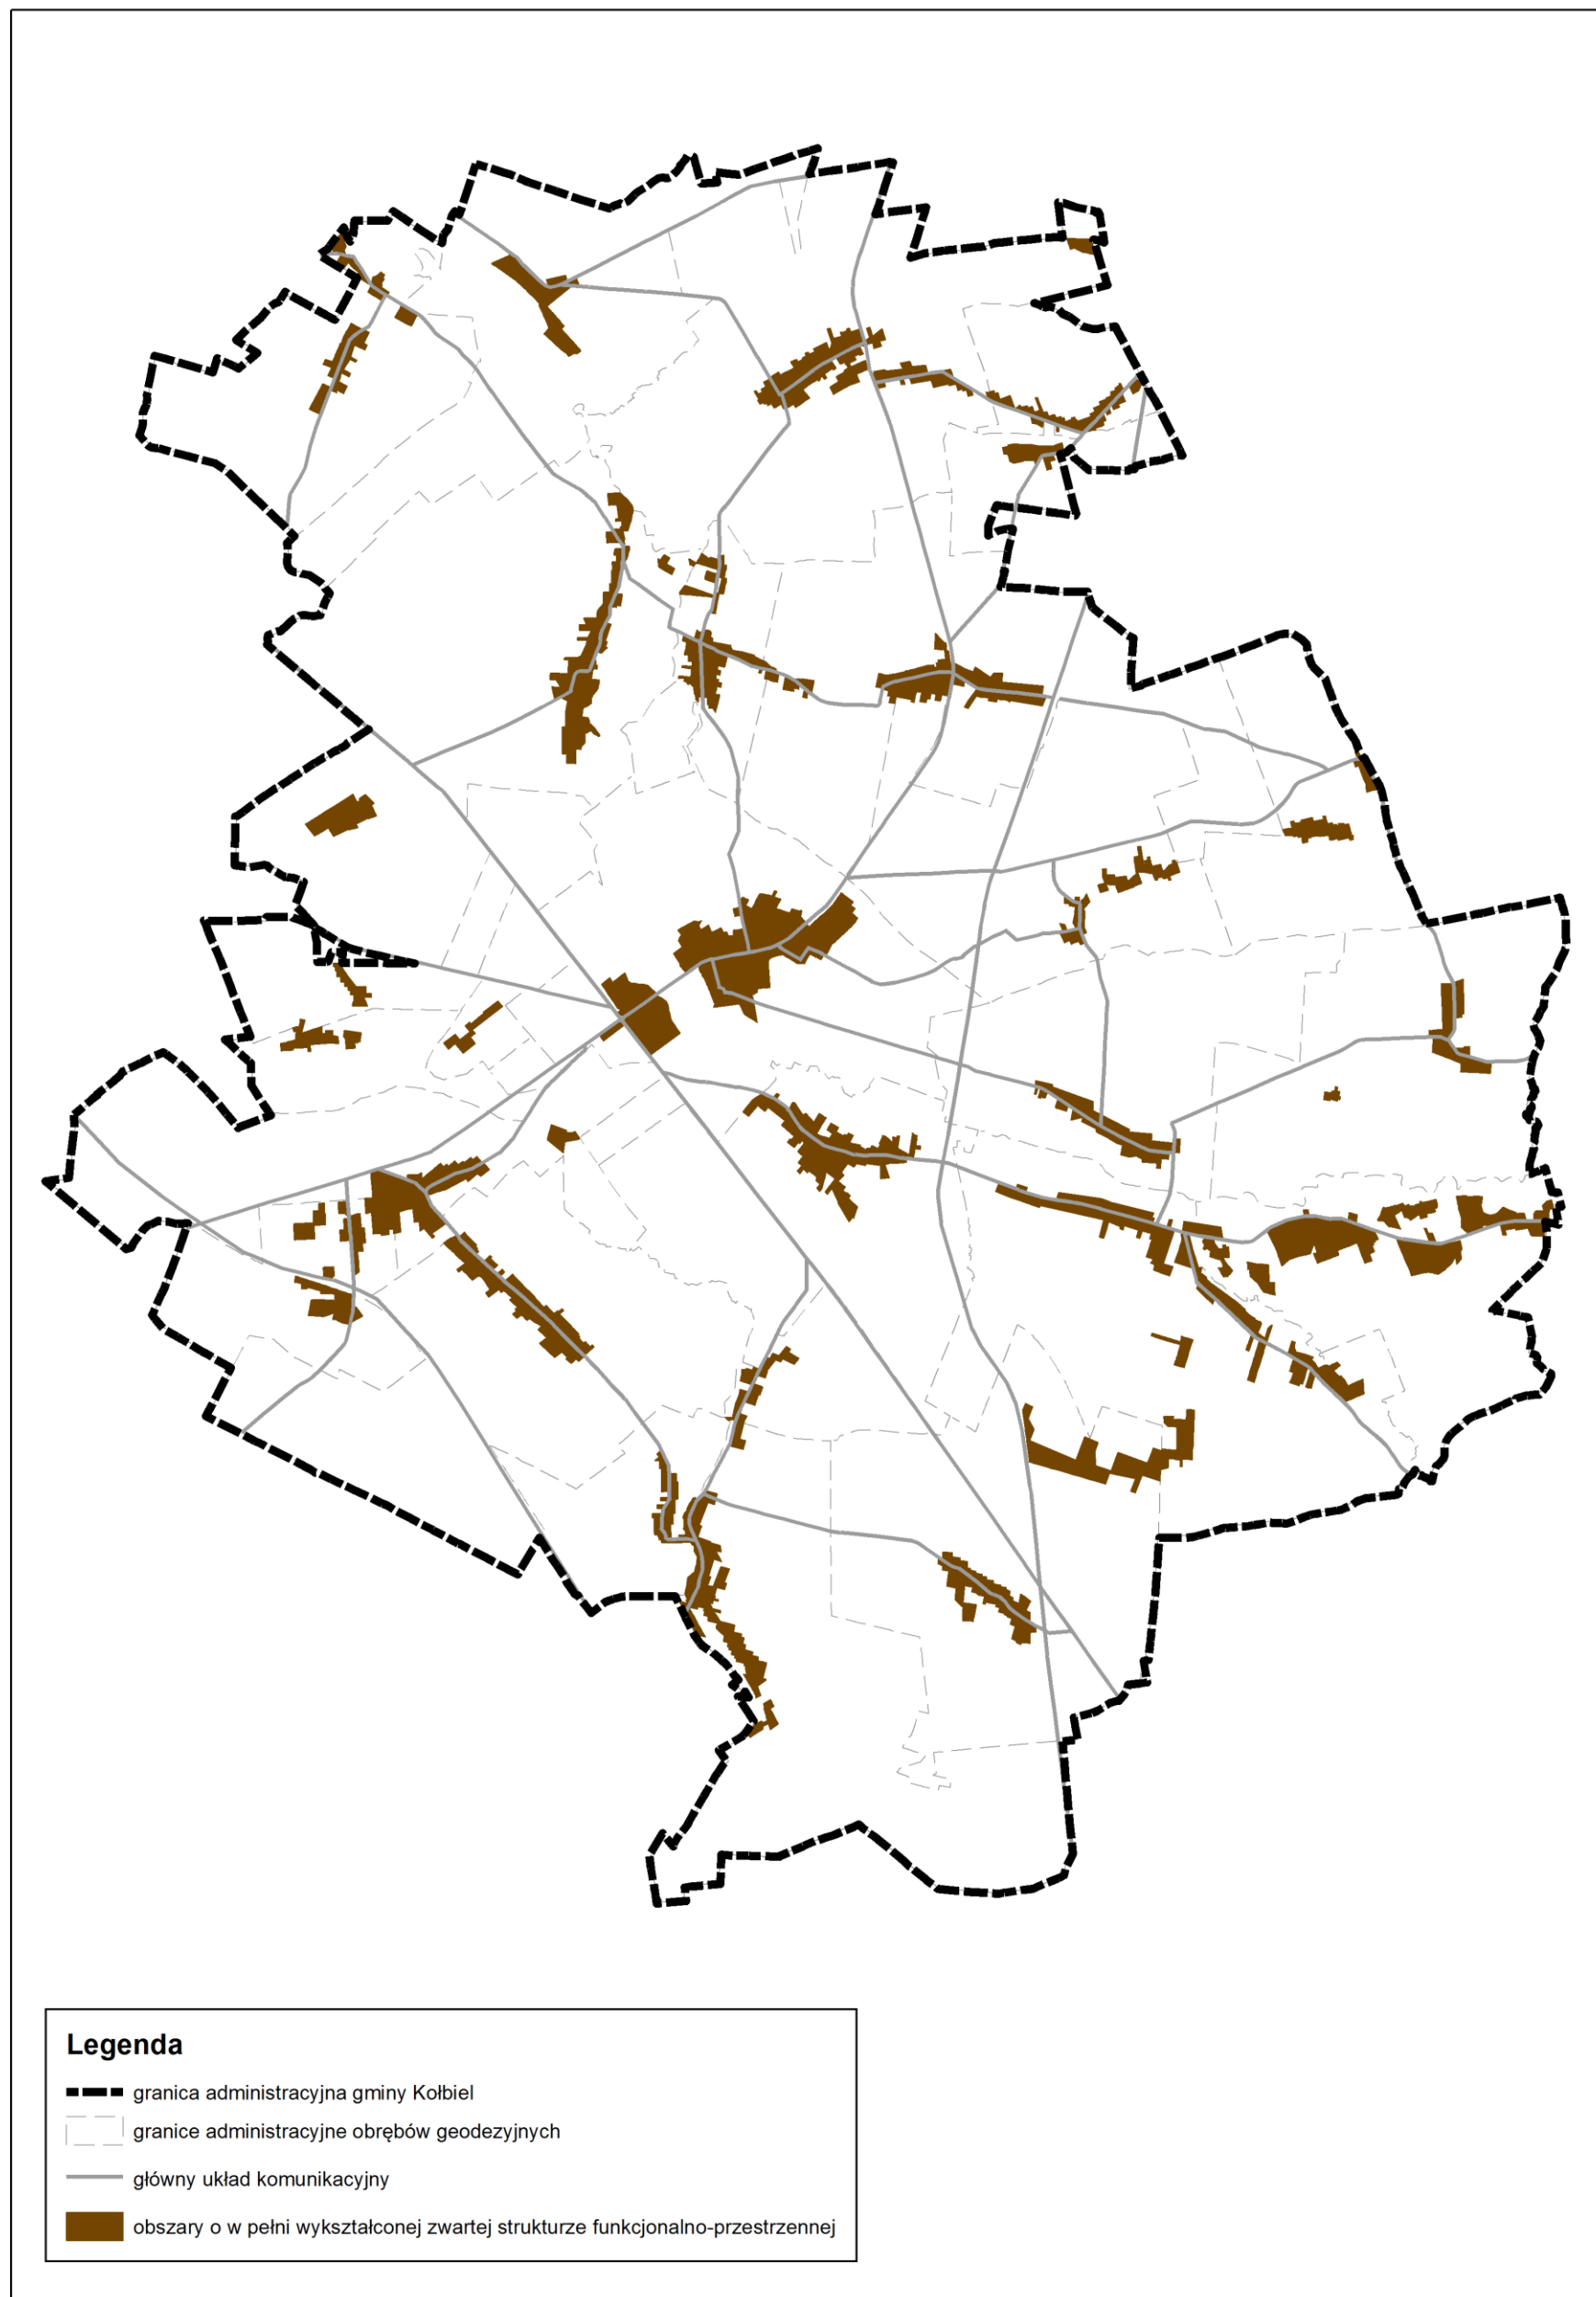 Legenda
granica administracyjna gminy Kołbiel
granice administracyjne obrębów geodezyjnych
główny układ komunikacyjny
obszary o w pełni wykształconej zwartej strukturze funkcjonalno-przestrzennej